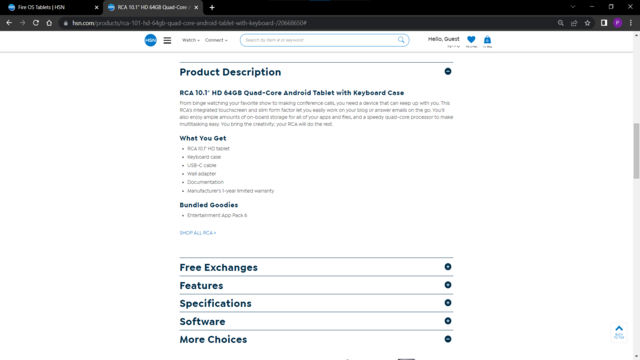 Fire OS Tablets | HSN
RCA 10.1" HD 64GB Quad-Core A
hsn.com/products/rca-101-hd-64gb-quad-core-android-tablet-with-keyboard-/20666650#
HSN
Watch
Connect
Search by item # or keyword
Hello, Guest
Product Description
RCA 10.1" HD 64GB Quad-Core Android Tablet with Keyboard Case
From binge watching your favorite show to making conference calls, you need a device that can keep up with you. This
RCA's integrated touchscreen and slim form factor let you easily work on your blog or answer emails on the go. You'll
also enjoy ample amounts of on-board storage for all of your apps and files, and a speedy quad-core processor to make
multitasking easy. You bring the creativity; your RCA will do the rest.
What You Get
• RCA 10.1" HD tablet
• Keyboard case
• USB-C cable
• Wall adapter
• Documentation
• Manufacturer's 1-year limited warranty
Bundled Goodies
• Entertainment App Pack 6
SHOP ALL RCA >
Free Exchanges
Features
Specifications
Software
More Choices
BACK
TO TOP